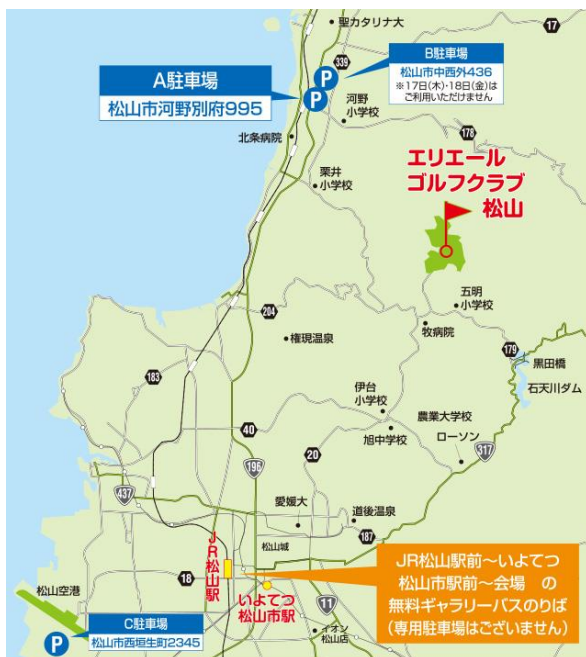 聖カタリナ大
17
B駐車場
松山市中西外436
※17日(木)・18日(金)は
ご利用いただけません
339
A駐車場
松山市河野別府995
P
P
河野
小学校
178
北条病院
粟井
小学校
エリエール
ゴルフクラブ
松山
五明
小学校
204
権現温泉
牧病院
179
黒田橋
石天川ダム
183
伊台
小学校
農業大学校
旭中学校
ローソン
40
20
317
196
437
愛媛大
道後温泉
187
松山城
JR松山駅
18
いよてつ
松山市駅
JR松山駅前～いよてつ
松山市駅前～会場 の
無料ギャラリーバスのりば
(専用駐車場はございません)
松山空港
11
イオン
松山店
C駐車場
松山市西垣生町2345
P